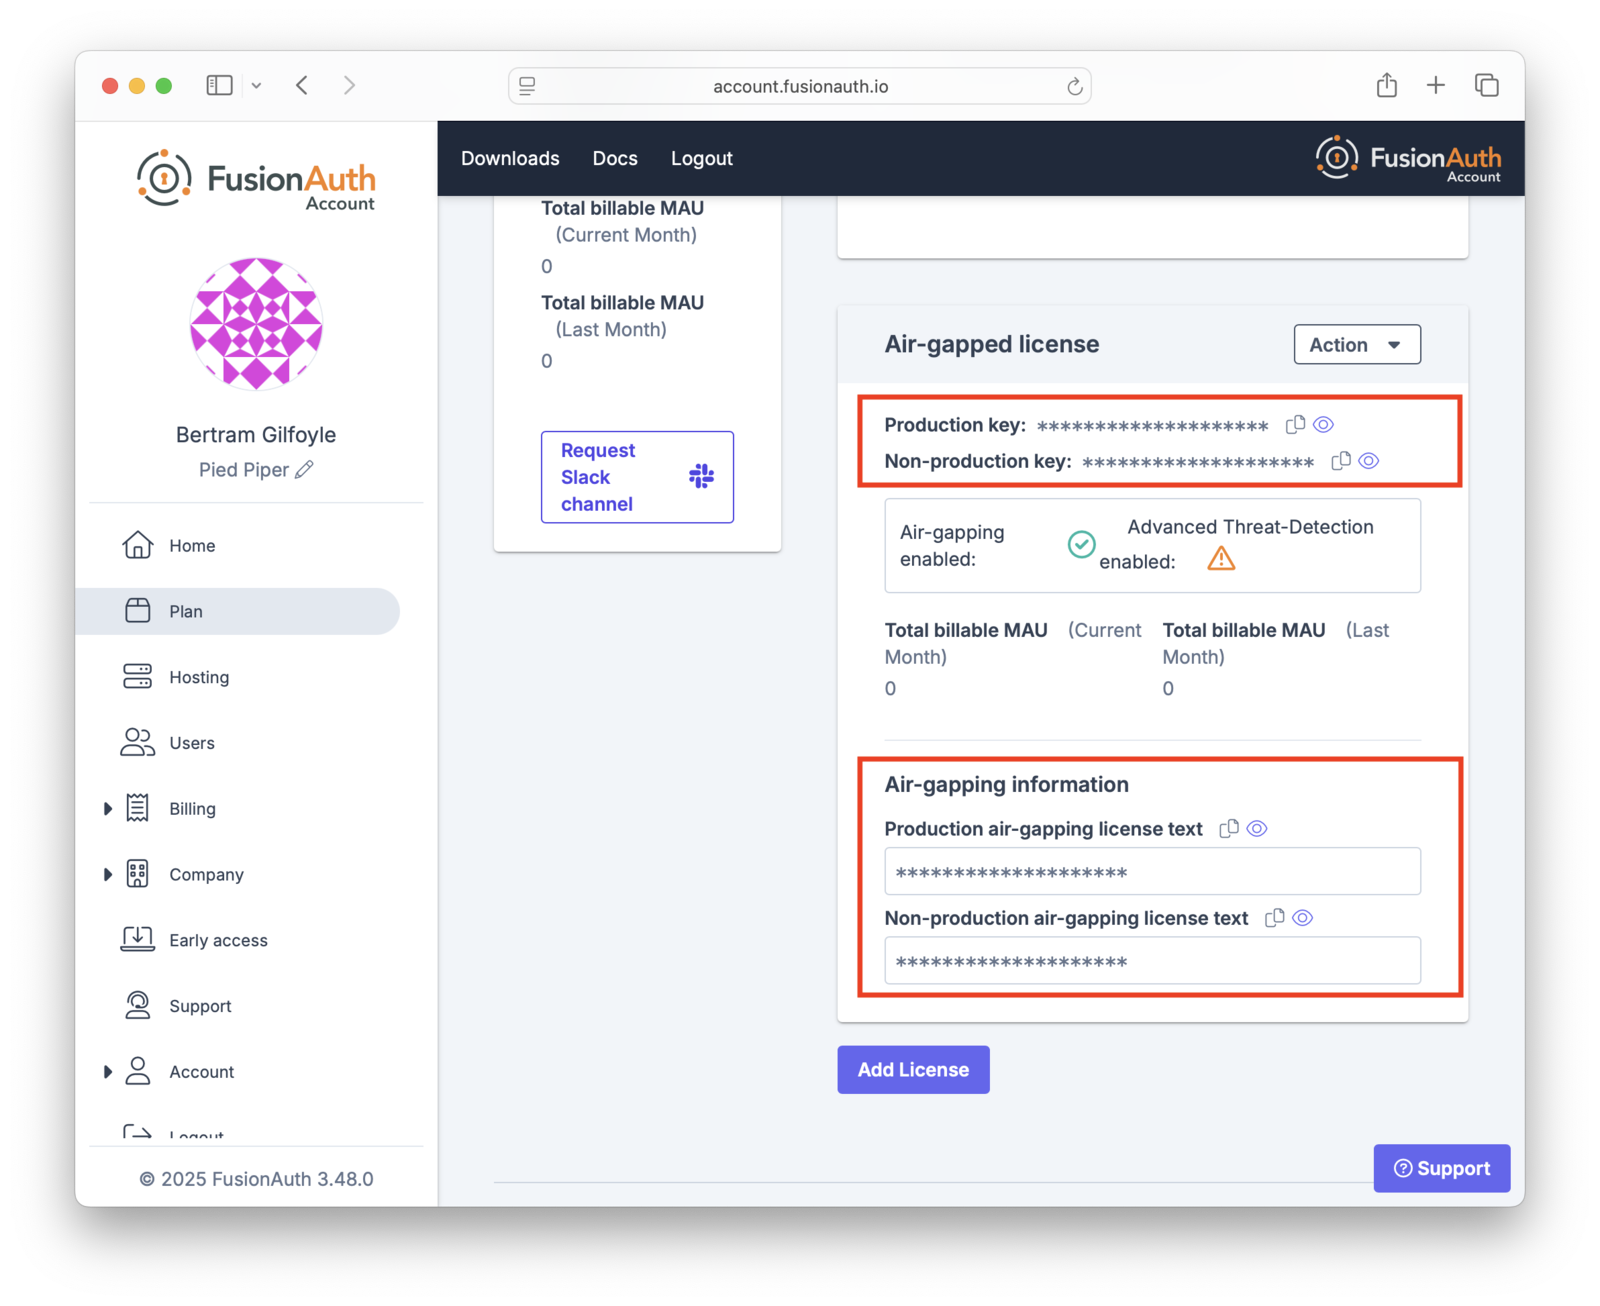 account.fusionauth.io
FusionAuth
Account
Bertram Gilfoyle
Pied Piper
Home
Plan
Hosting
Users
Billing
Company
Early access
Support
Account
Logout
© 2025 FusionAuth 3.48.0
Downloads Docs Logout
FusionAuth
Account
Total billable MAU
(Current Month)
0
Total billable MAU
(Last Month)
0
Request
Slack
channel
Air-gapped license
Action
Production key: ********************
Non-production key: ********************
Air-gapping
enabled:
Advanced Threat-Detection
enabled:
Total billable MAU (Current
Month)
0
Total billable MAU (Last
Month)
0
Air-gapping information
Production air-gapping license text
********************
Non-production air-gapping license text
********************
Add License
Support